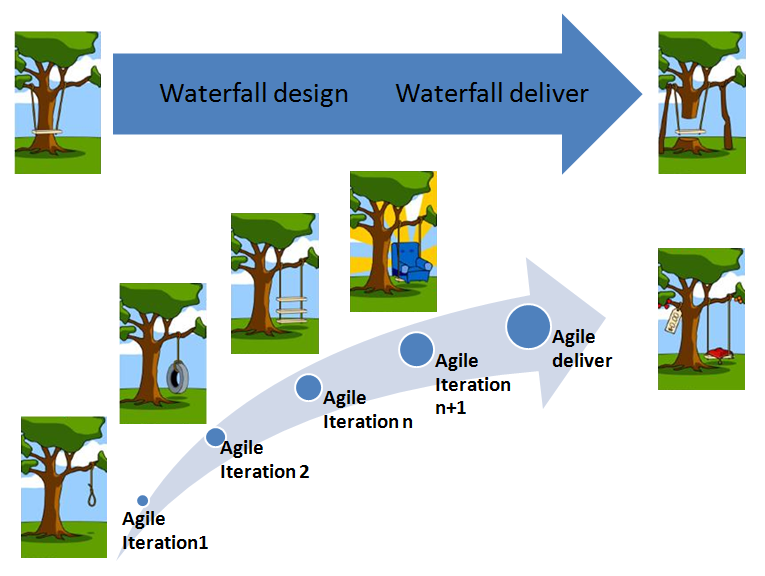 Waterfall design
Waterfall deliver
Agile
Iteration1
Agile
Iteration 2
Agile
Iteration n
Agile
Iteration
n+1
Agile
deliver